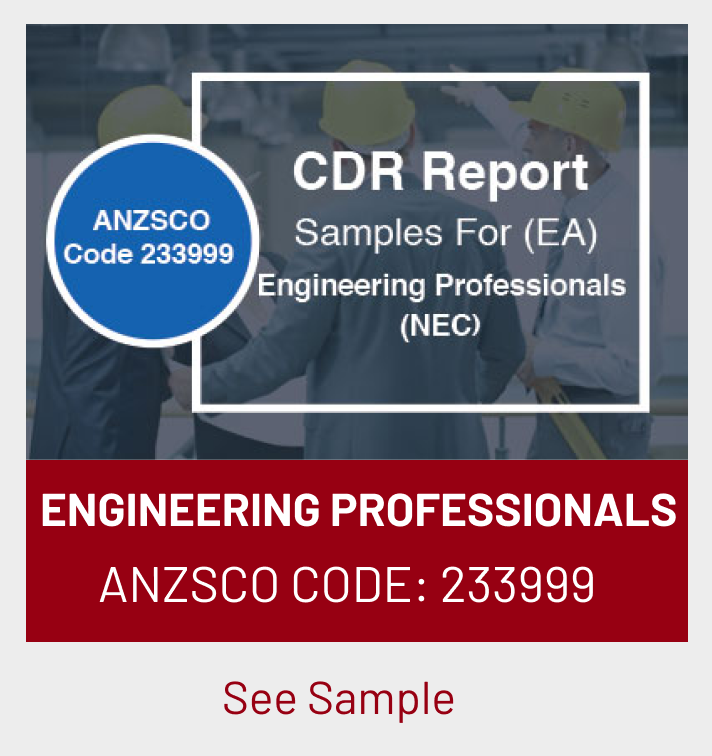 ANZSCO
Code 233999
CDR Report
Samples For (EA)
Engineering Professionals
(NEC)
ENGINEERING PROFESSIONALS
ANZSCO CODE: 233999
See Sample